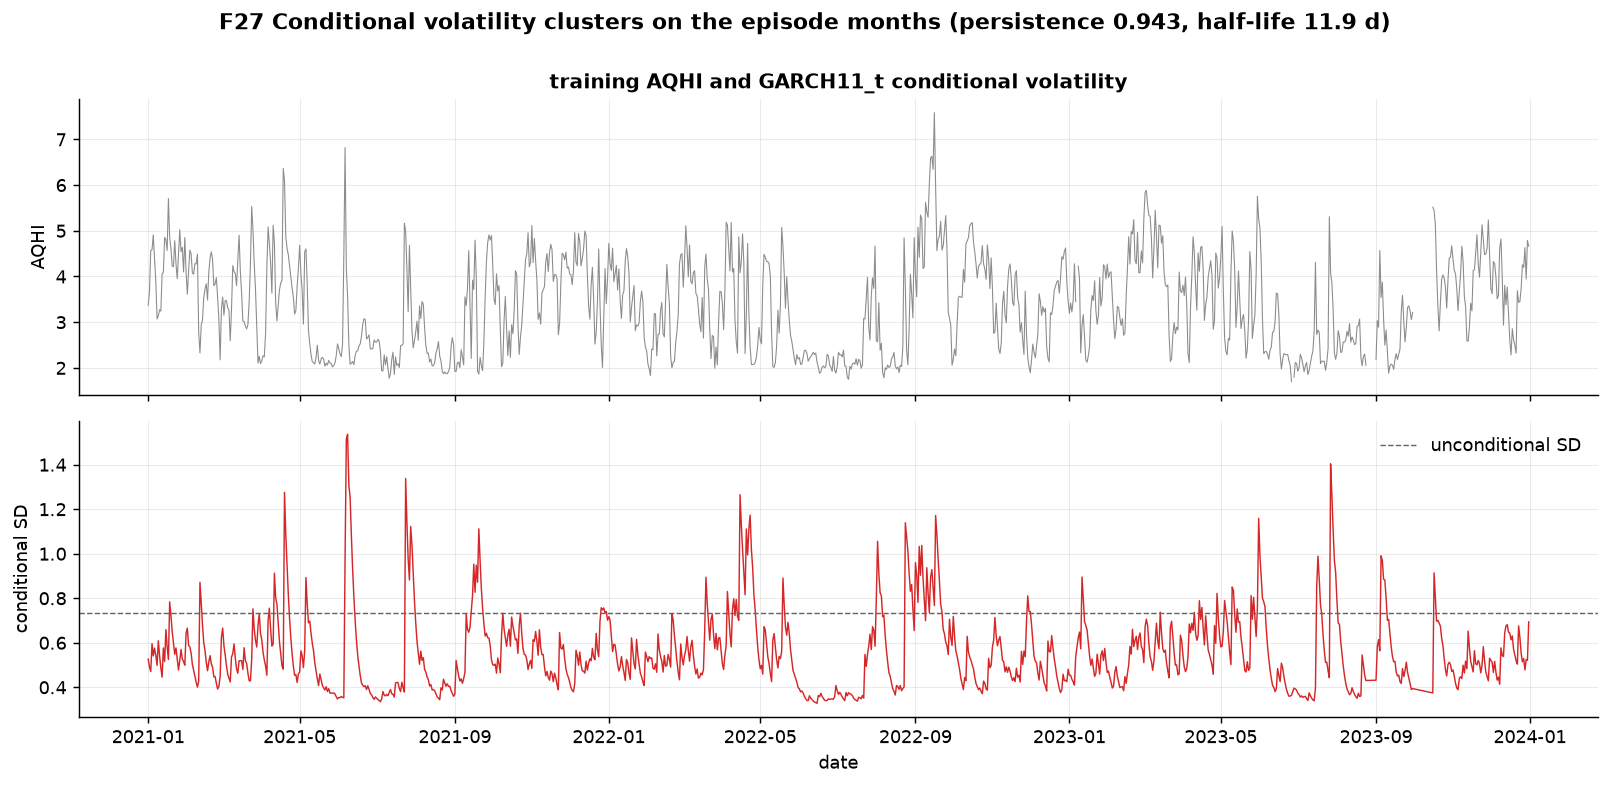 F27 Conditional volatility clusters on the episode months (persistence 0.943, half-life 11.9 d)
training AQHI and GARCH11_t conditional volatility
7
6
5
4
3
2
AQHI
unconditional SD
1.4
1.2
1.0
0.8
0.6
0.4
conditional SD
2021-01 2021-05 2021-09 2022-01 2022-05 2022-09 2023-01 2023-05 2023-09 2024-01
date